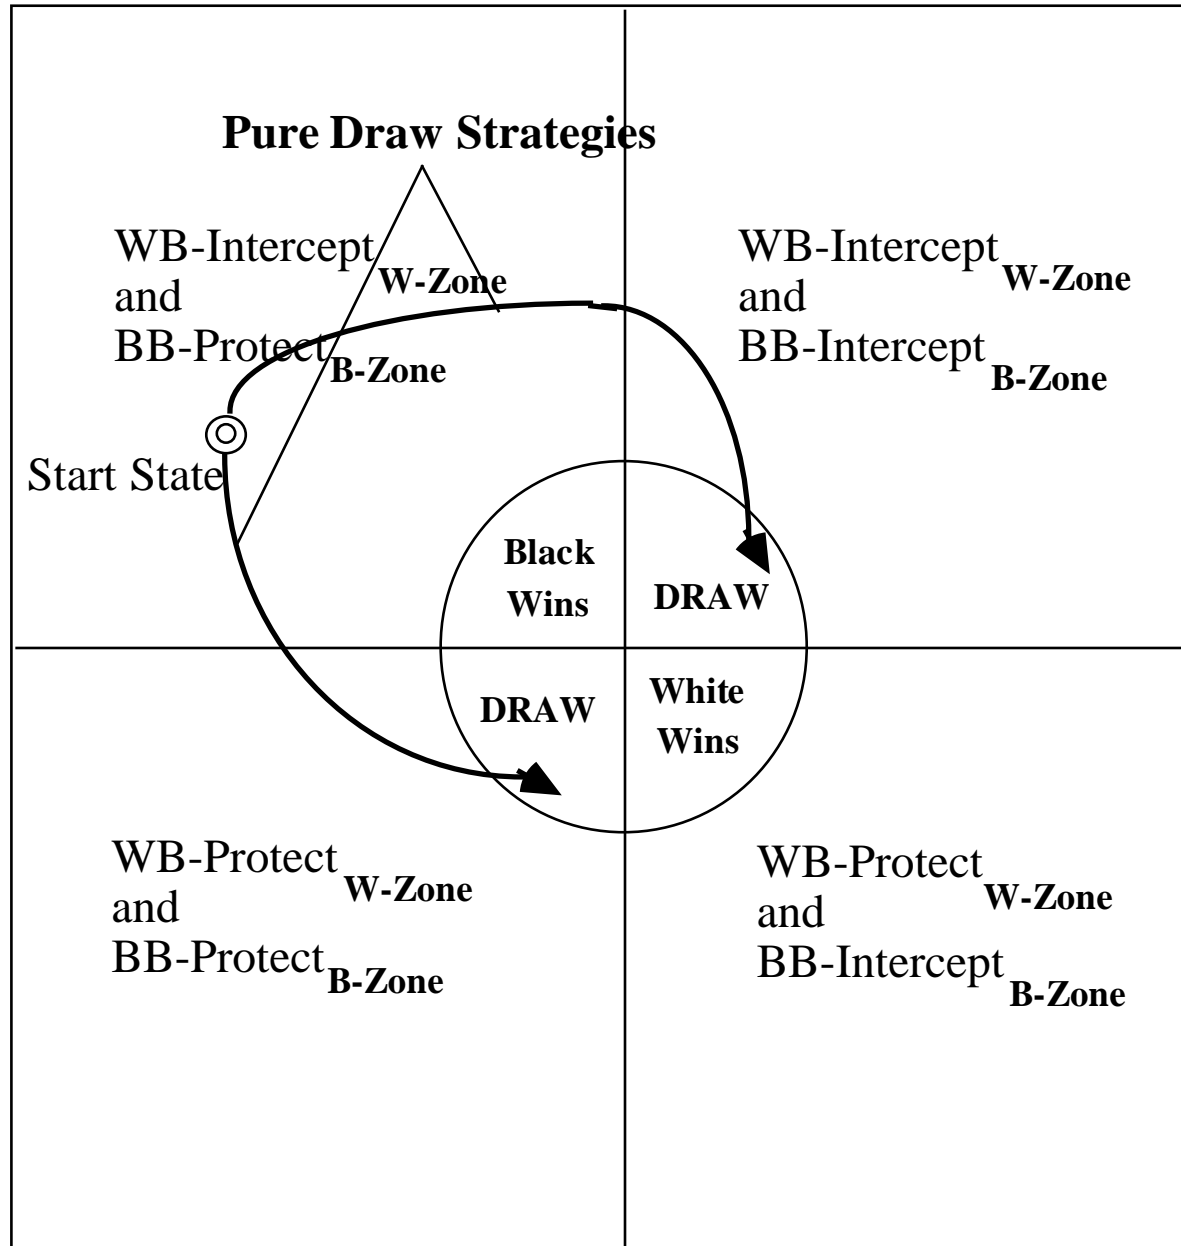 Pure Draw Strategies
WB-Intercept W-Zone
and
BB-Protect B-Zone
WB-Intercept W-Zone
and
BB-Intercept B-Zone
Start State
Black
Wins
DRAW
DRAW
White
Wins
WB-Protect W-Zone
and
BB-Protect B-Zone
WB-Protect W-Zone
and
BB-Intercept B-Zone